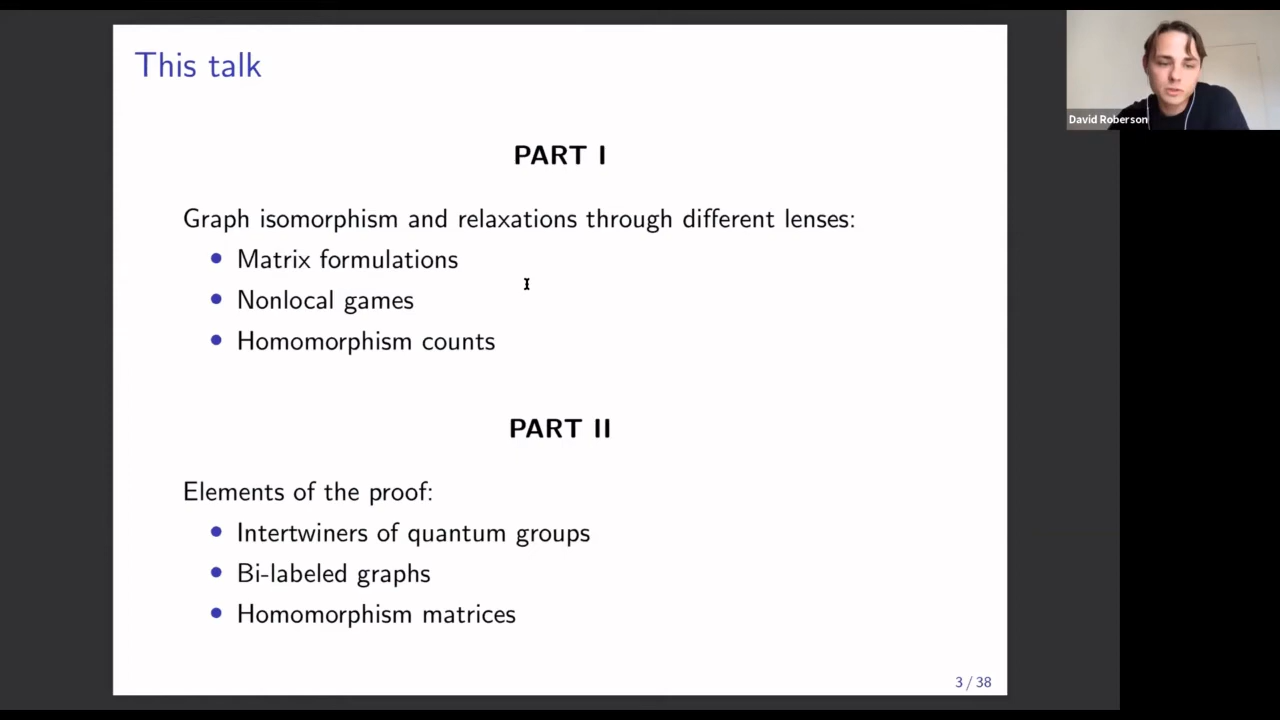 This talk
David Roberson
PART I
Graph isomorphism and relaxations through different lenses:
• Matrix formulations
• Nonlocal games
• Homomorphism counts
PART II
Elements of the proof:
• Intertwiners of quantum groups
• Bi-labeled graphs
• Homomorphism matrices
3 / 38